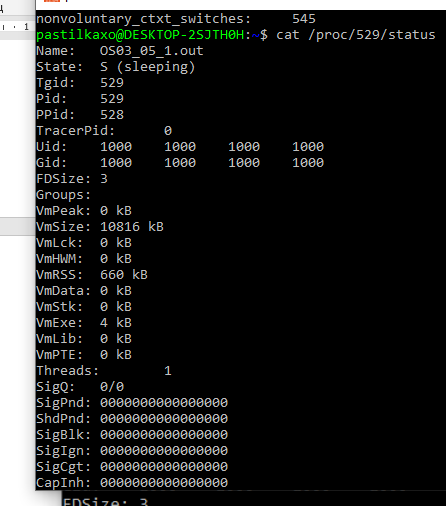 nonvoluntary_ctxt_switches:     545
pastilkaxo@DESKTOP-2SJTH0H:~$ cat /proc/529/status
Name:   OS03_05_1.out
State:  S (sleeping)
Tgid:   529
Pid:    529
PPid:   528
TracerPid:      0
Uid:    1000    1000    1000    1000
Gid:    1000    1000    1000    1000
FDSize: 3
Groups:
VmPeak: 0 kB
VmSize: 10816 kB
VmLck:  0 kB
VmHWM:  0 kB
VmRSS:  660 kB
VmData: 0 kB
VmStk:  0 kB
VmExe:  4 kB
VmLib:  0 kB
VmPTE:  0 kB
Threads:        1
SigQ:   0/0
SigPnd: 0000000000000000
ShdPnd: 0000000000000000
SigBlk: 0000000000000000
SigIgn: 0000000000000000
SigCgt: 0000000000000000
CapInh: 0000000000000000
FDSize: 3